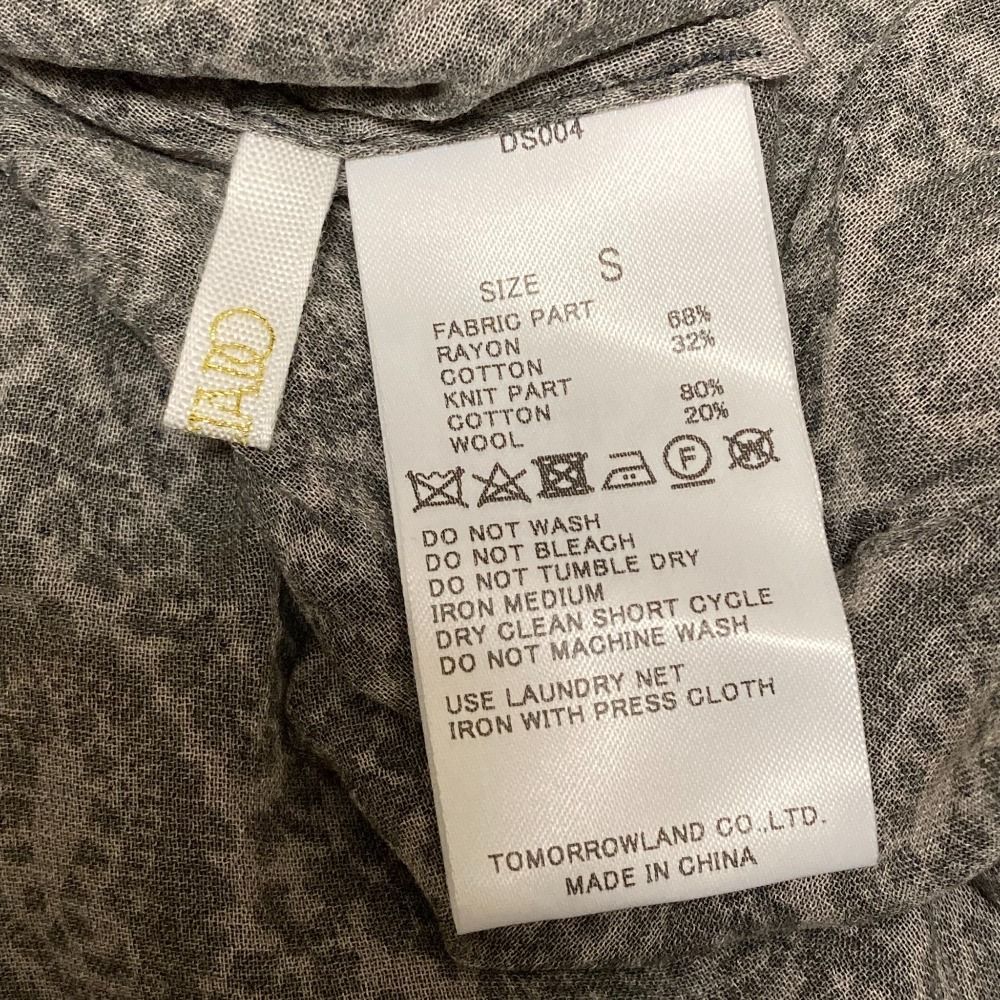 DS004
SIZE S
FABRIC PART
RAYON 68%
COTTON 32%
KNIT PART
COTTON 80%
WOOL 20%
F
W
DO NOT WASH
DO NOT BLEACH
DO NOT TUMBLE DRY
IRON MEDIUM
DRY CLEAN SHORT CYCLE
DO NOT MACHINE WASH
USE LAUNDRY NET
IRON WITH PRESS CLOTH
TOMORROWLAND CO.,LTD.
MADE IN CHINA